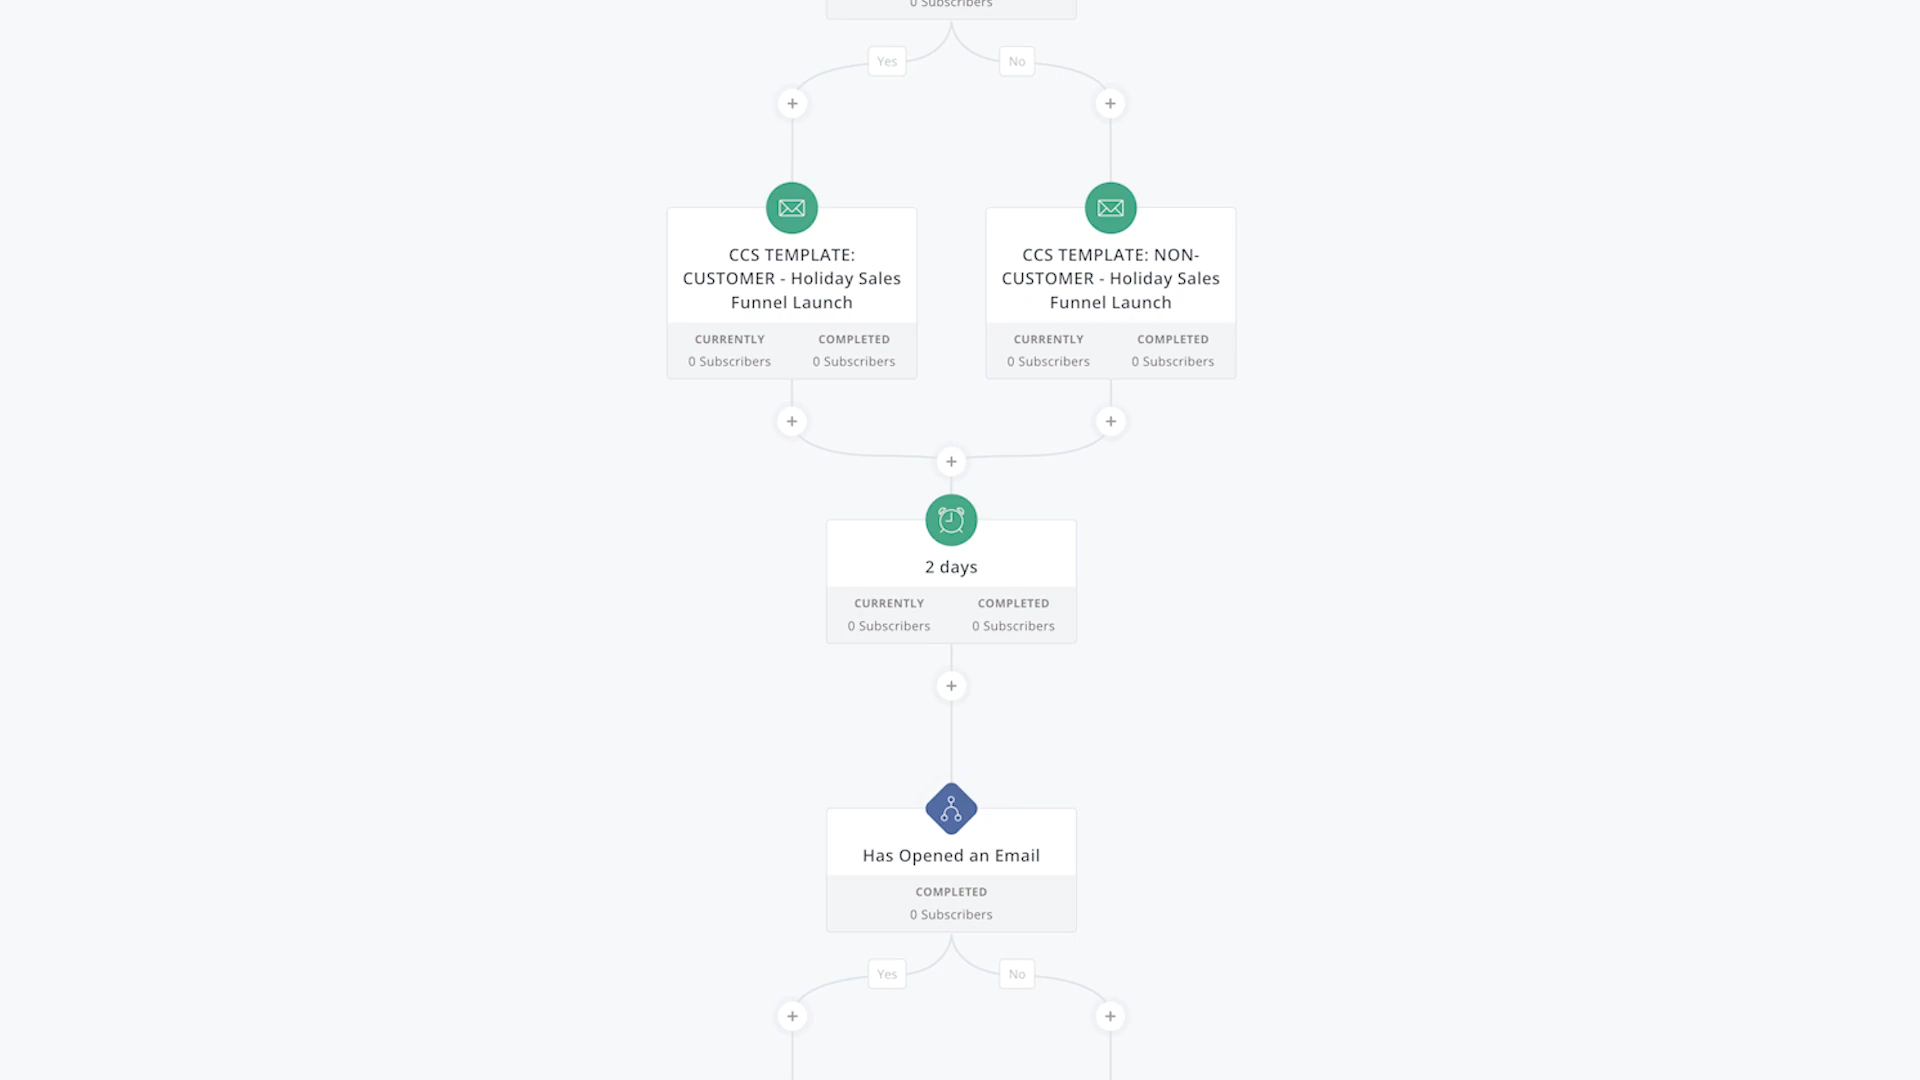 0 Subscribers
Yes
No
CCS TEMPLATE:
CUSTOMER - Holiday Sales
Funnel Launch
CURRENTLY
COMPLETED
0 Subscribers
0 Subscribers
CCS TEMPLATE: NON-
CUSTOMER - Holiday Sales
Funnel Launch
CURRENTLY
COMPLETED
0 Subscribers
0 Subscribers
2 days
CURRENTLY
COMPLETED
0 Subscribers
0 Subscribers
Has Opened an Email
COMPLETED
0 Subscribers
Yes
No